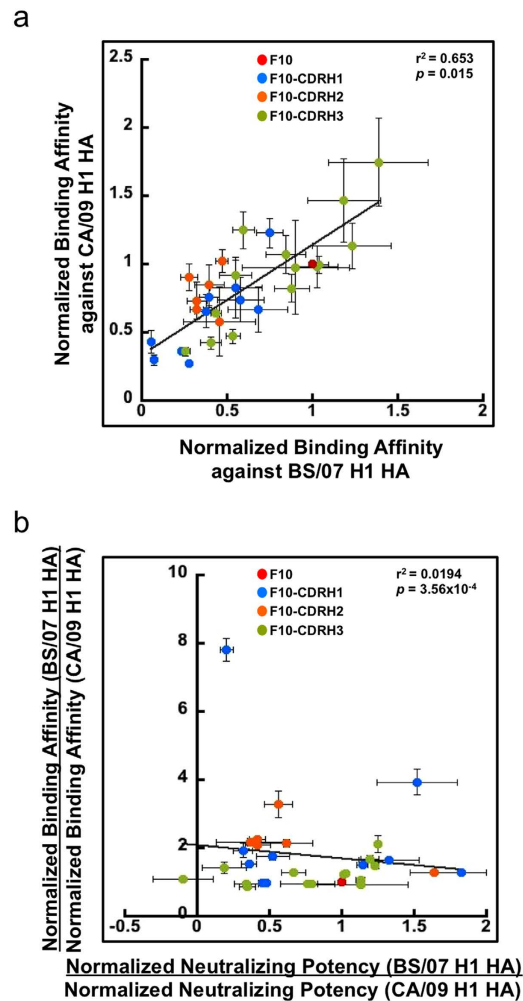 a
2.5
2
1.5
1
0.5
0
0
0.5
1
1.5
2
F10
F10-CDRH1
F10-CDRH2
F10-CDRH3
r² = 0.653
p = 0.015
Normalized Binding Affinity
against CA/09 H1 HA
Normalized Binding Affinity
against BS/07 H1 HA
b
10
8
6
4
2
0
-0.5
0
0.5
1
1.5
2
F10
F10-CDRH1
F10-CDRH2
F10-CDRH3
r² = 0.0194
p = 3.56x10⁻⁴
Normalized Binding Affinity (BS/07 H1 HA)
Normalized Binding Affinity (CA/09 H1 HA)
Normalized Neutralizing Potency (BS/07 H1 HA)
Normalized Neutralizing Potency (CA/09 H1 HA)